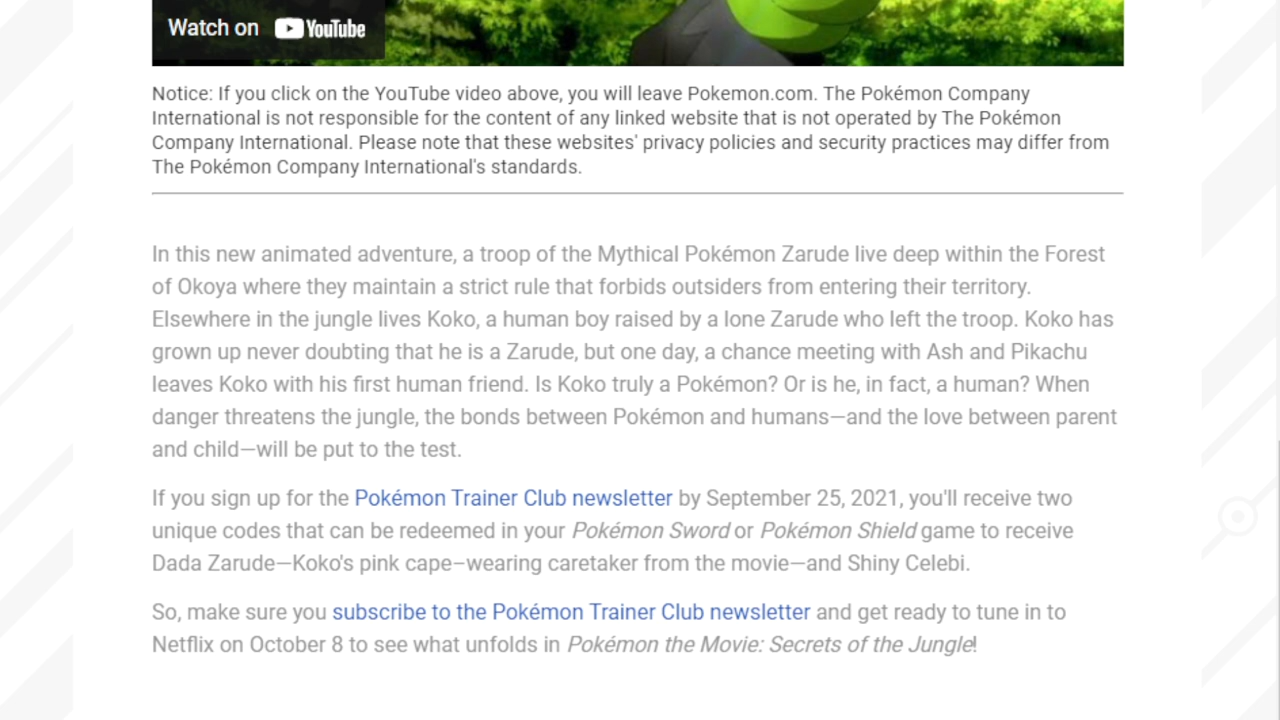 Watch on YouTube
Notice: If you click on the YouTube video above, you will leave Pokemon.com. The Pokémon Company
International is not responsible for the content of any linked website that is not operated by The Pokémon
Company International. Please note that these websites' privacy policies and security practices may differ from
The Pokémon Company International's standards.
In this new animated adventure, a troop of the Mythical Pokémon Zarude live deep within the Forest
of Okoya where they maintain a strict rule that forbids outsiders from entering their territory.
Elsewhere in the jungle lives Koko, a human boy raised by a lone Zarude who left the troop. Koko has
grown up never doubting that he is a Zarude, but one day, a chance meeting with Ash and Pikachu
leaves Koko with his first human friend. Is Koko truly a Pokémon? Or is he, in fact, a human? When
danger threatens the jungle, the bonds between Pokémon and humans—and the love between parent
and child—will be put to the test.
If you sign up for the Pokémon Trainer Club newsletter by September 25, 2021, you'll receive two
unique codes that can be redeemed in your Pokémon Sword or Pokémon Shield game to receive
Dada Zarude—Koko's pink cape–wearing caretaker from the movie—and Shiny Celebi.
So, make sure you subscribe to the Pokémon Trainer Club newsletter and get ready to tune in to
Netflix on October 8 to see what unfolds in Pokémon the Movie: Secrets of the Jungle!